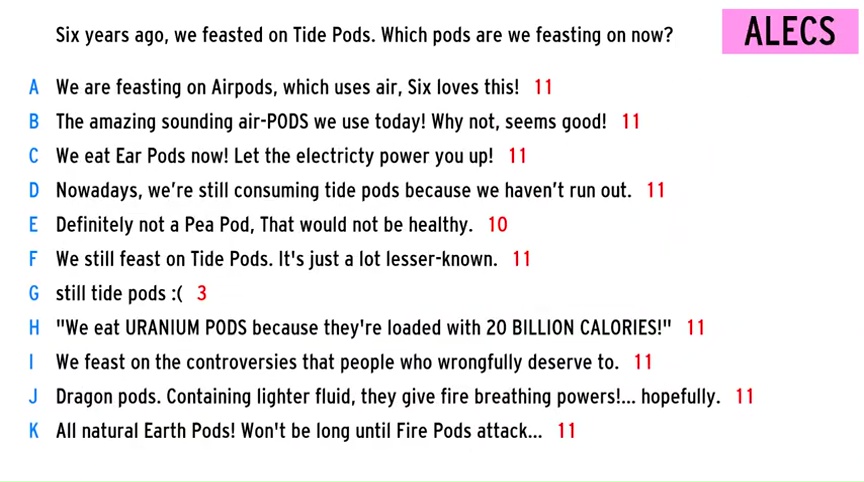 Six years ago, we feasted on Tide Pods. Which pods are we feasting on now?
ALECS
A We are feasting on Airpods, which uses air, Six loves this! 11
B The amazing sounding air-PODS we use today! Why not, seems good! 11
C We eat Ear Pods now! Let the electricty power you up! 11
D Nowadays, we're still consuming tide pods because we haven't run out. 11
E Definitely not a Pea Pod, That would not be healthy. 10
F We still feast on Tide Pods. It's just a lot lesser-known. 11
G still tide pods :( 3
H "We eat URANIUM PODS because they're loaded with 20 BILLION CALORIES!" 11
I We feast on the controversies that people who wrongfully deserve to. 11
J Dragon pods. Containing lighter fluid, they give fire breathing powers!... hopefully. 11
K All natural Earth Pods! Won't be long until Fire Pods attack... 11